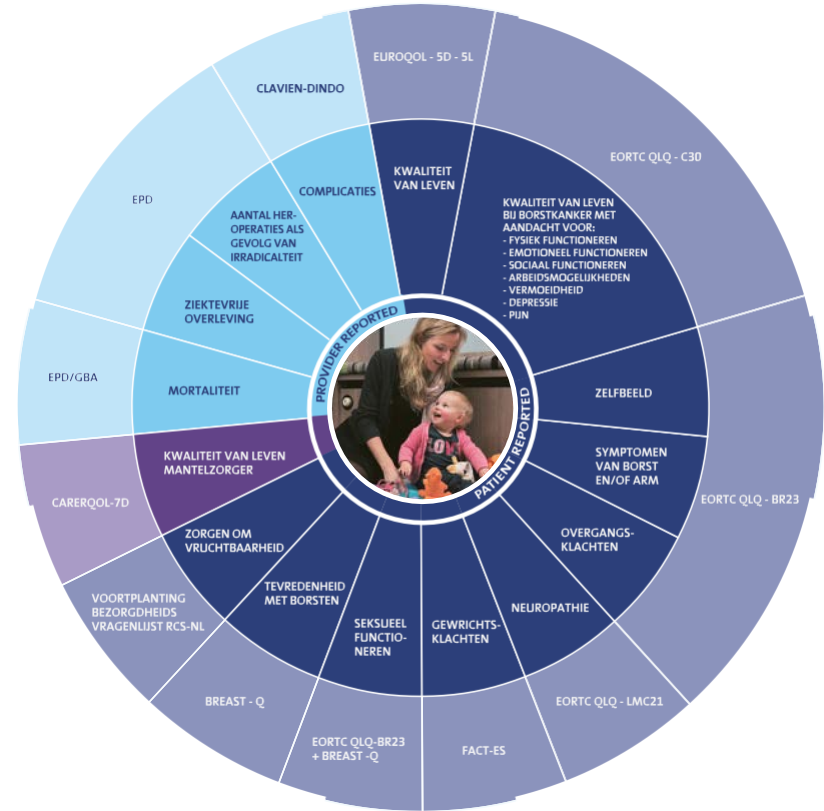 EUROQOL - 5D - 5L
EORTC QLQ - C30
EORTC QLQ - BR23
EORTC QLQ - LMC21
FACT-ES
EORTC QLQ-BR23
+ BREAST -Q
BREAST - Q
VOORTPLANTING
BEZORGDHEIDS
VRAGENLIJST RCS-NL
CARERQOL-7D
EPD/GBA
EPD
CLAVIEN-DINDO
KWALITEIT
VAN LEVEN
KWALITEIT VAN LEVEN
BIJ BORSTKANKER MET
AANDACHT VOOR:
- FYSIEK FUNCTIONEREN
- EMOTIONEEL FUNCTIONEREN
- SOCIAAL FUNCTIONEREN
- ARBEIDSMOGELIJKHEDEN
- VERMOEIDHEID
- DEPRESSIE
- PIJN
ZELFBEELD
SYMPTOMEN
VAN BORST
EN/OF ARM
OVERGANGS-
KLACHTEN
NEUROPATHIE
GEWRICHTS-
KLACHTEN
SEKSUEEL
FUNCTIO-
NEREN
TEVREDENHEID
MET BORSTEN
ZORGEN OM
VRUCHTBAARHEID
KWALITEIT VAN LEVEN
MANTELZORGER
MORTALITEIT
ZIEKTEVRIJE
OVERLEVING
AANTAL HER-
OPERATIES ALS
GEVOLG VAN
IRRADICALTEIT
COMPLICATIES
PROVIDER REPORTED
PATIENT REPORTED
LOVE